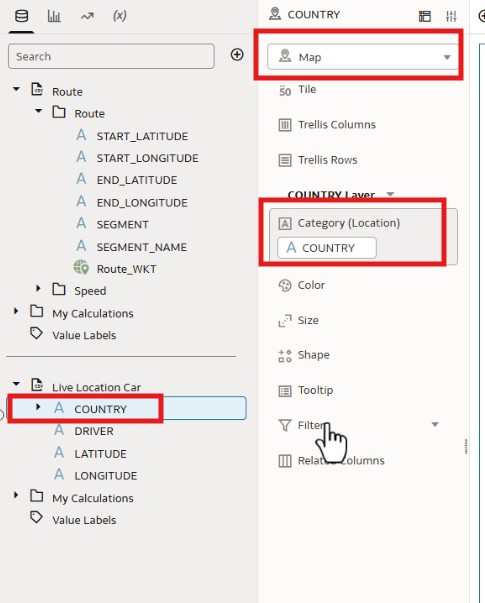 (x)
Search
Route
Route
START_LATITUDE
START_LONGITUDE
END_LATITUDE
END_LONGITUDE
SEGMENT
SEGMENT_NAME
Route_WKT
Speed
My Calculations
Value Labels
Live Location Car
COUNTRY
DRIVER
LATITUDE
LONGITUDE
My Calculations
Value Labels
COUNTRY
Map
50 Tile
Trellis Columns
Trellis Rows
COUNTRY Layer
Category (Location)
A COUNTRY
Color
Size
Shape
Tooltip
Filter
Related Columns